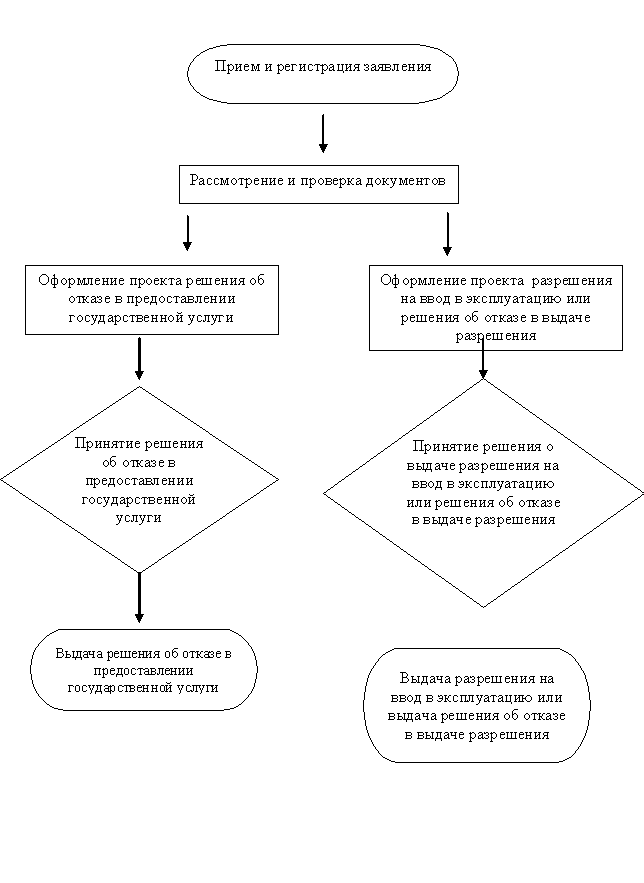 Прием и регистрация заявления
Рассмотрение и проверка документов
Оформление проекта решения об
отказе в предоставлении
государственной услуги
Оформление проекта разрешения
на ввод в эксплуатацию или
решения об отказе в выдаче
разрешения
Принятие решения
об отказе в
предоставлении
государственной
услуги
Принятие решения о
выдаче разрешения на
ввод в эксплуатацию
или решения об отказе
в выдаче разрешения
Выдача решения об отказе в
предоставлении
государственной услуги
Выдача разрешения на
ввод в эксплуатацию или
выдача решения об отказе
в выдаче разрешения